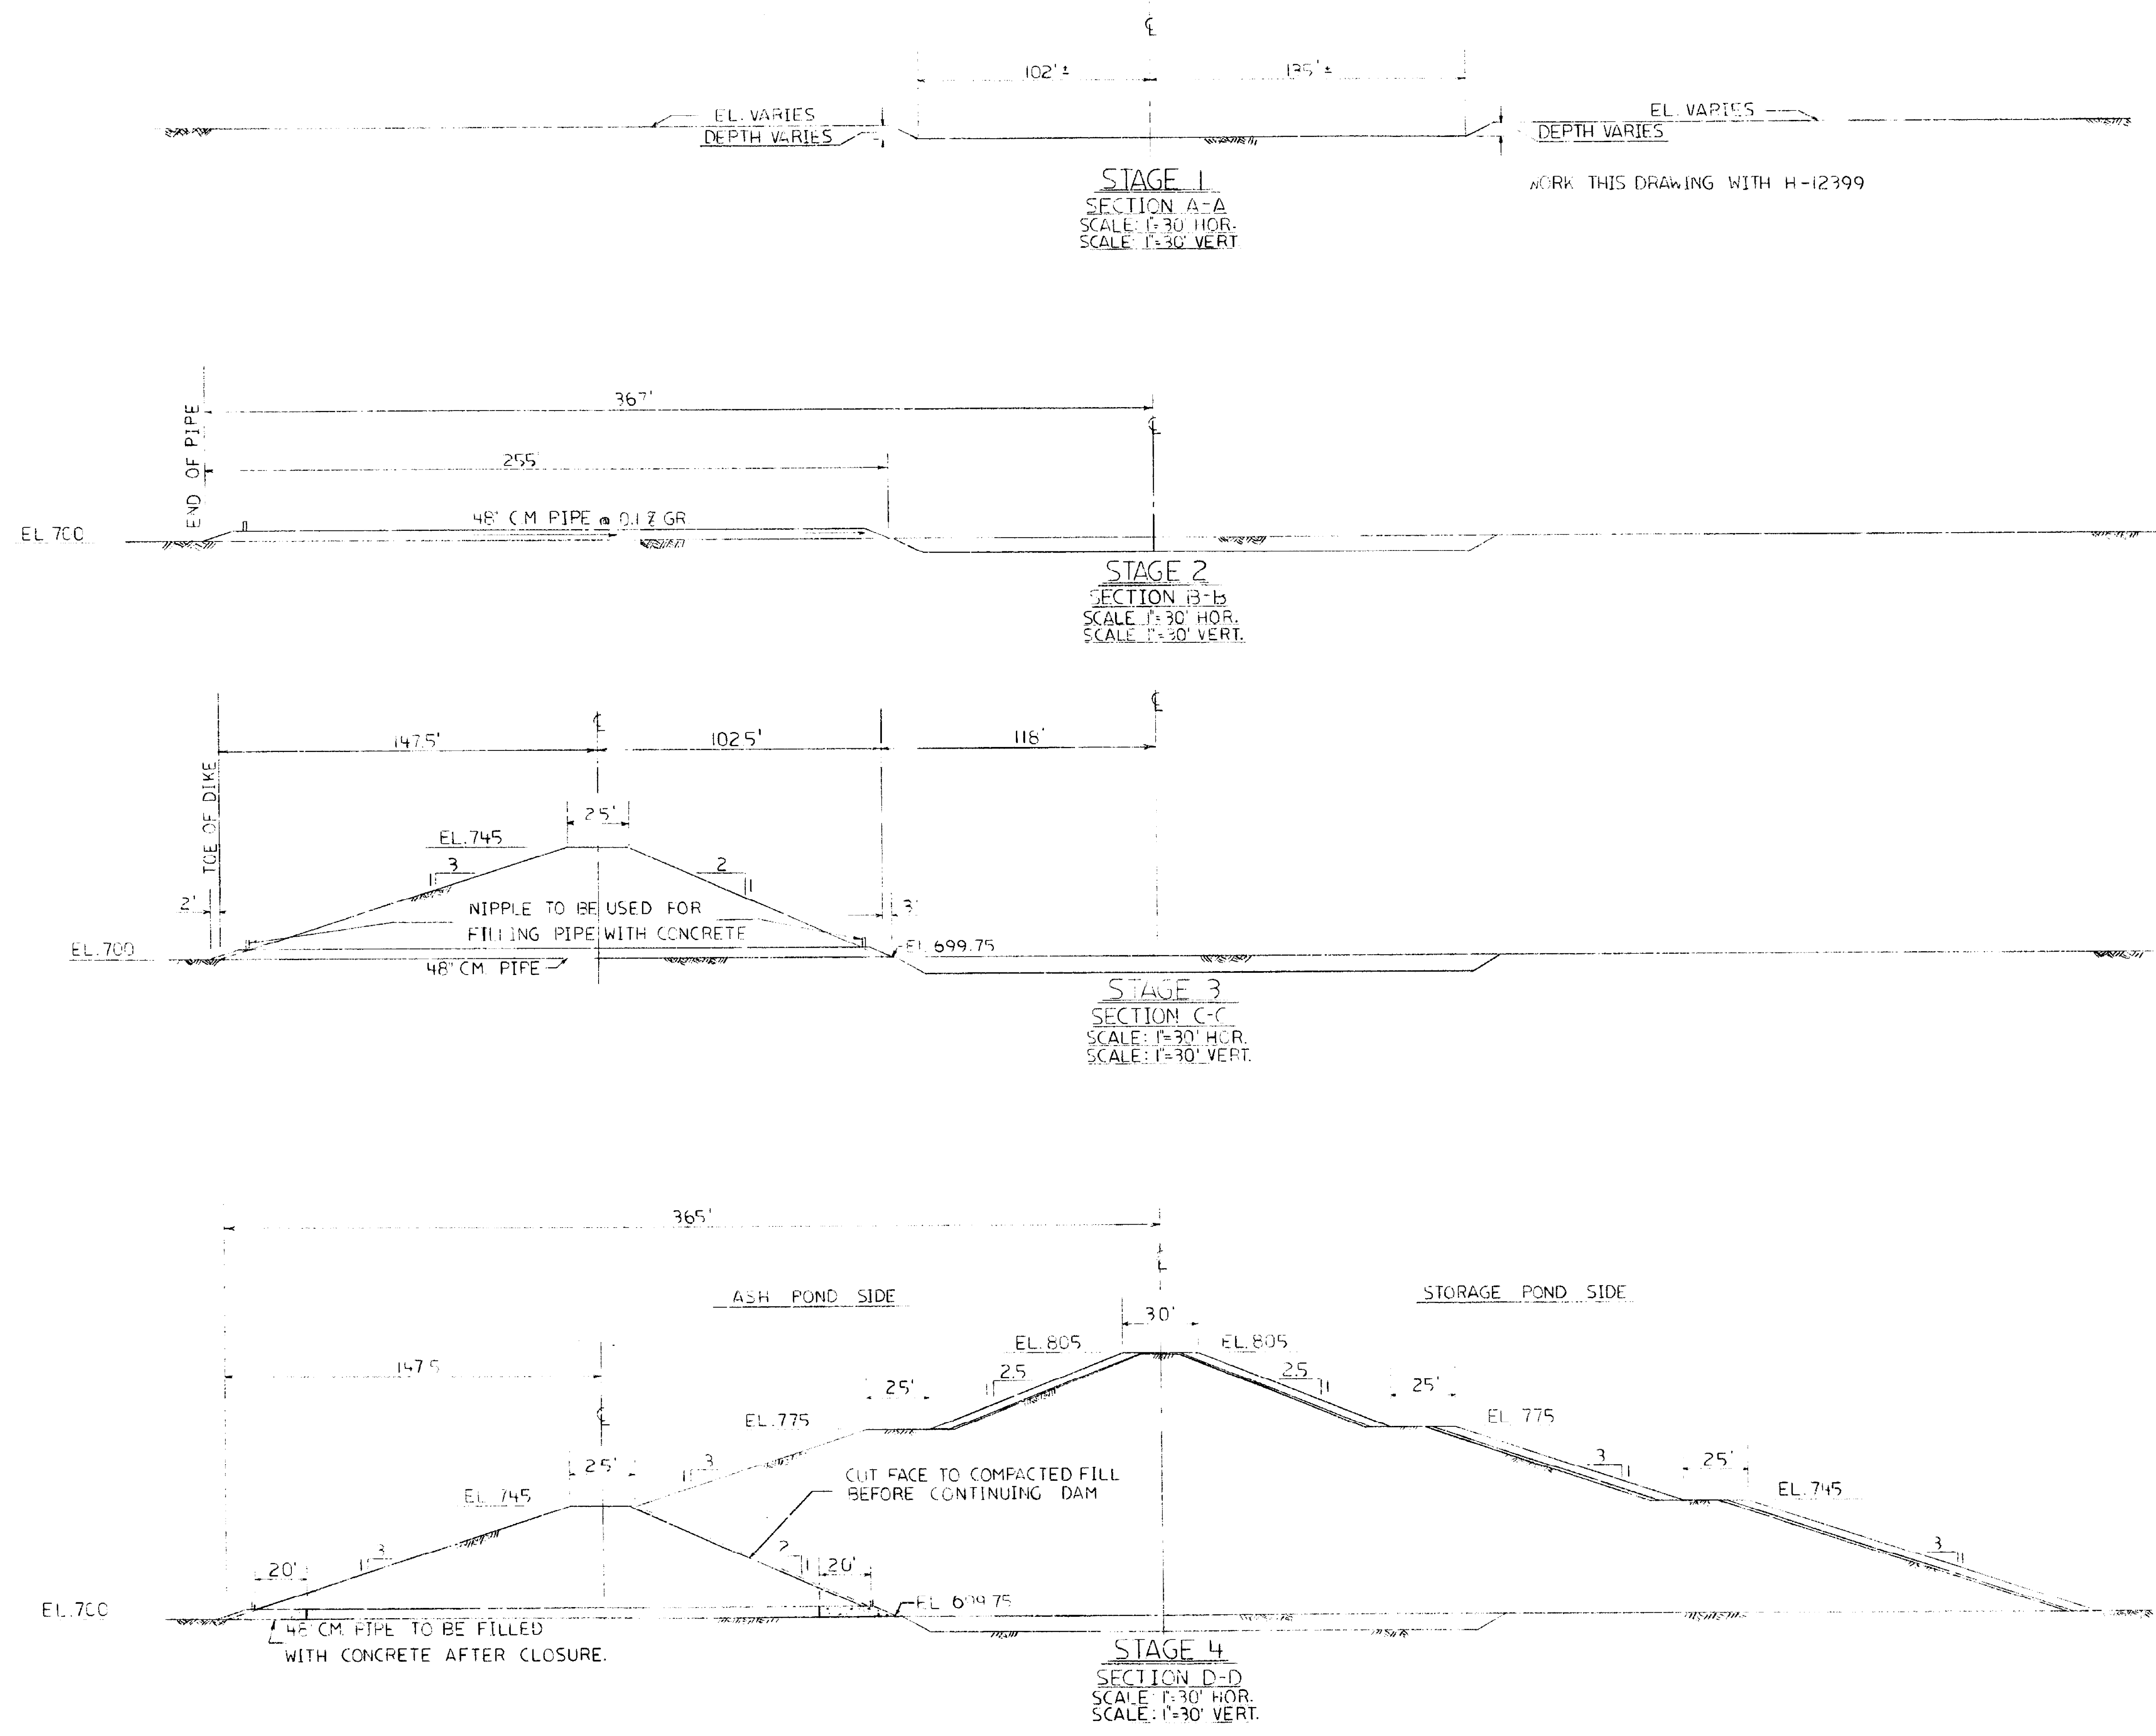 ℄
102'±
135'±
EL. VARIES
DEPTH VARIES
EL. VARIES
DEPTH VARIES
STAGE 1
SECTION A-A
SCALE: 1"=30' HOR.
SCALE: 1"=30' VERT
WORK THIS DRAWING WITH H-12399
367'
℄
END OF PIPE
255'
48" C.M. PIPE @ 0.1% GR.
EL. 700
STAGE 2
SECTION B-B
SCALE 1"=30' HOR.
SCALE 1"=30' VERT.
℄
℄
147.5'
102.5'
118'
TOE OF DIKE
25'
EL. 745
3
1
2
1
2'
3'
NIPPLE TO BE USED FOR
FILLING PIPE WITH CONCRETE
EL. 700
EL 699.75
48" CM. PIPE
STAGE 3
SECTION C-C
SCALE: 1"=30' HOR.
SCALE: 1"=30' VERT.
365'
ASH POND SIDE
STORAGE POND SIDE
30'
EL. 805
EL. 805
147.5
2.5
1
2.5
1
25'
25'
℄
EL. 775
EL 775
25'
3
1
3
1
25'
CUT FACE TO COMPACTED FILL
BEFORE CONTINUING DAM
EL 745
EL. 745
3
1
2
1
3
1
20'
20'
EL. 700
EL 699.75
48" CM. PIPE TO BE FILLED
WITH CONCRETE AFTER CLOSURE.
STAGE 4
SECTION D-D
SCALE: 1"=30' HOR.
SCALE: 1"=30' VERT.